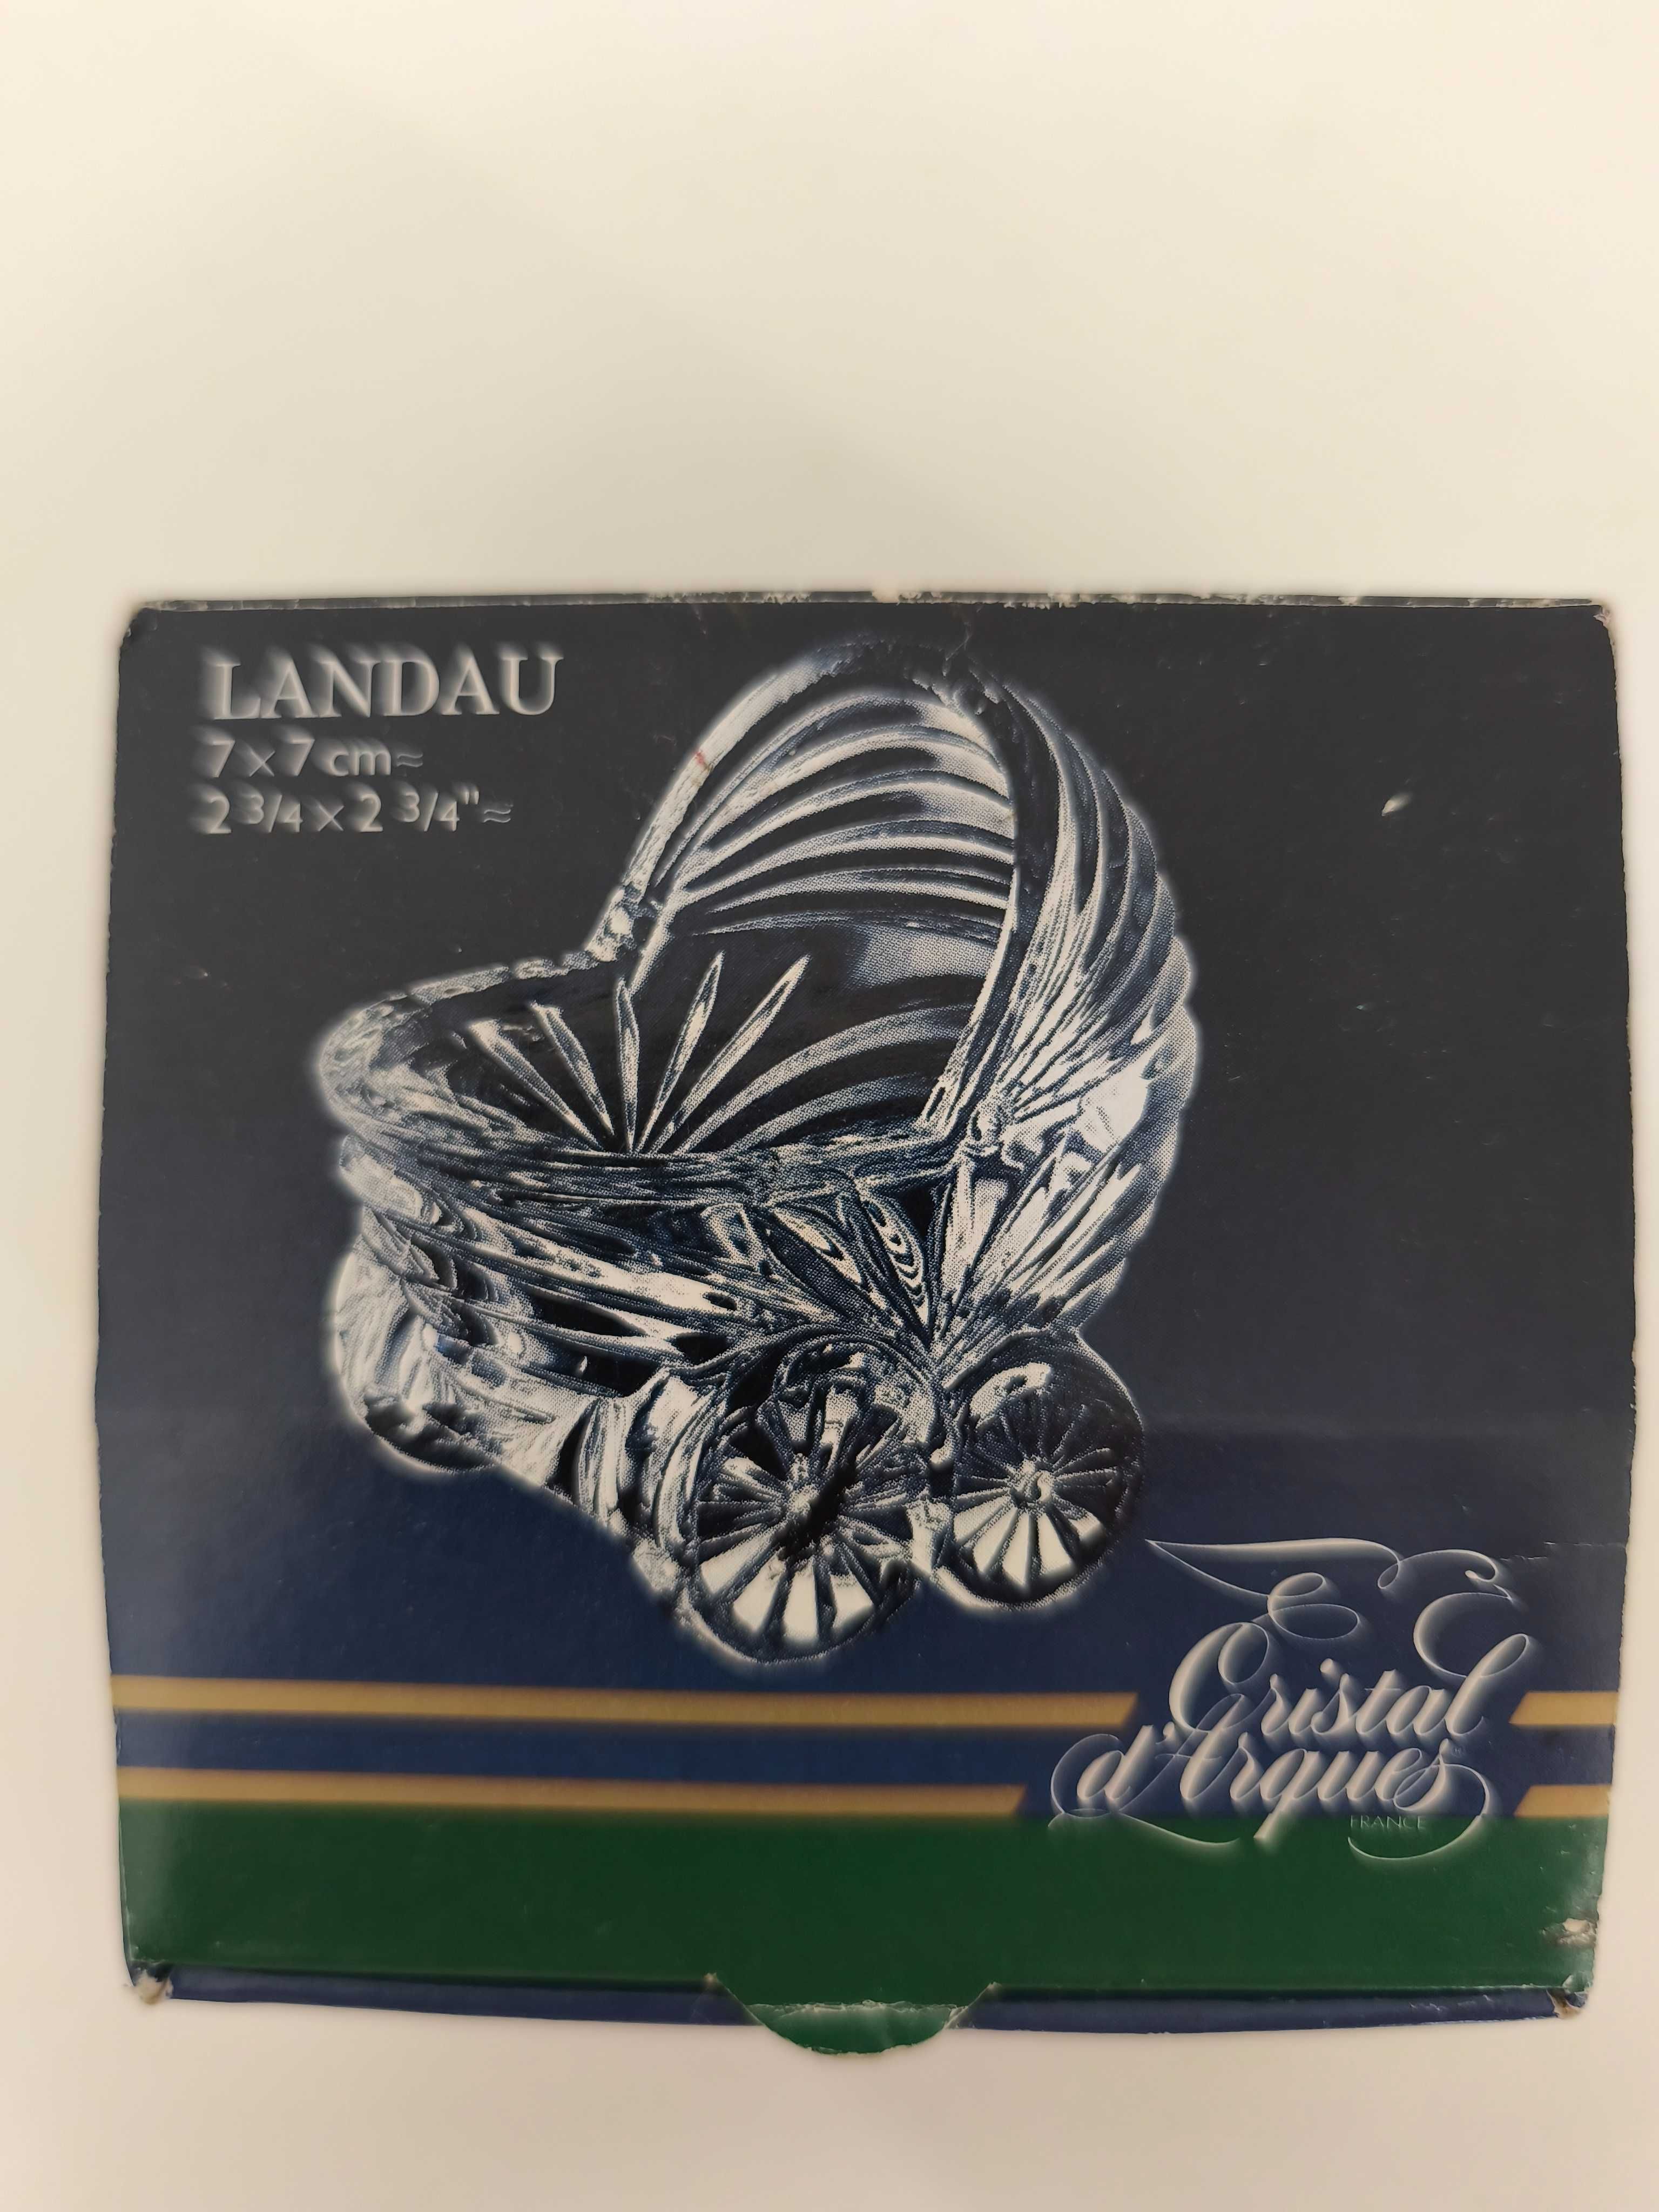 LANDAU
7 x 7 cm≈
2 3/4 x 2 3/4"≈
Cristal
d'Arques
FRANCE